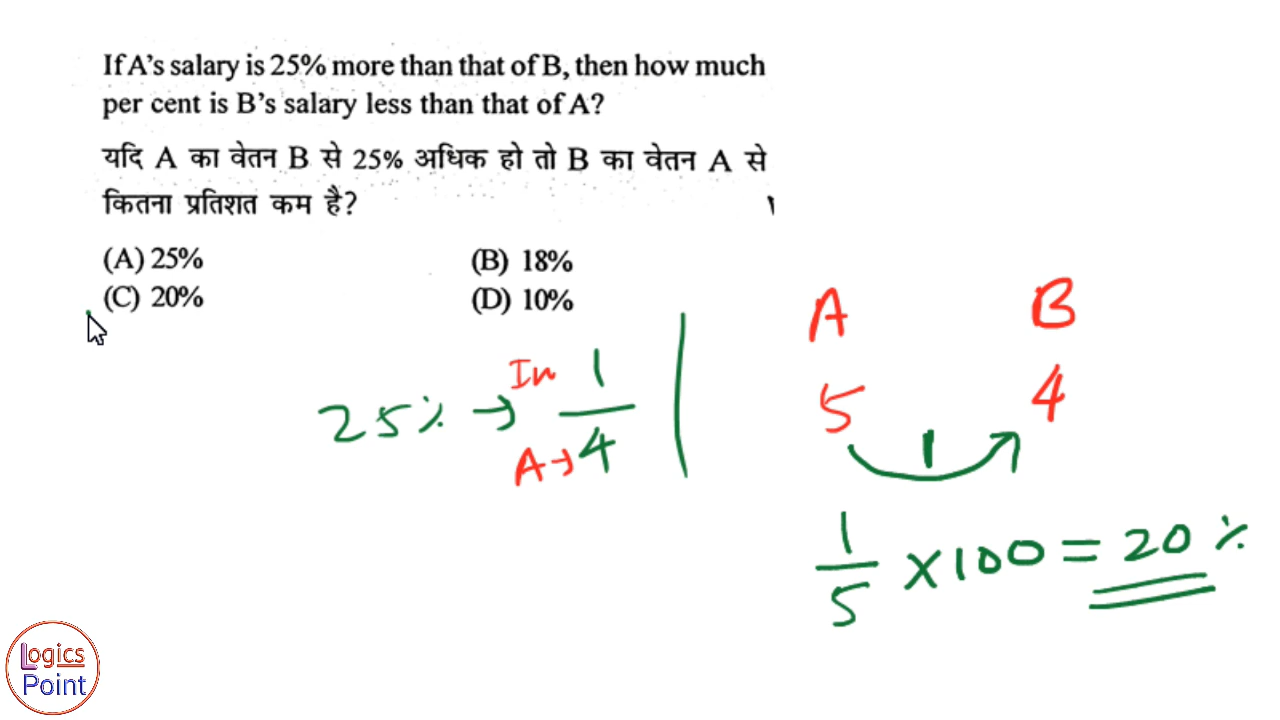 If A's salary is 25% more than that of B, then how much
per cent is B's salary less than that of A?
यदि A का वेतन B से 25% अधिक हो तो B का वेतन A से
कितना प्रतिशत कम है?
(A) 25% (B) 18%
(C) 20% (D) 10%
25% → In 1
A→ 4
A B
5 4
1
1/5 × 100 = 20%
Logics
Point